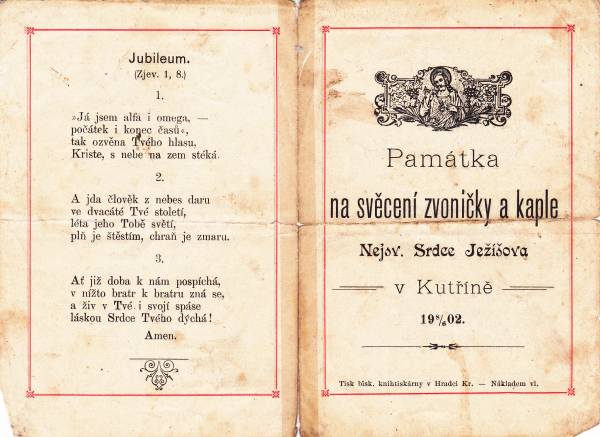 Jubileum.
(Zjev. 1, 8.)
1.
»Já jsem alfa i omega, —
počátek i konec časů«,
tak ozvěna Tvého hlasu,
Kriste, s nebe na zem stéká.
2.
A jda člověk z nebes daru
ve dvacáté Tvé století,
léta jeho Tobě světí,
plň je štěstím, chraň je zmaru.
3.
Ať již doba k nám pospíchá,
v nížto bratr k bratru zná se,
a živ v Tvé i svojí spáse
láskou Srdce Tvého dýchá!
Amen.
Památka
na svěcení zvoničky a kaple
Nejsv. Srdce Ježíšova
v Kutříně
19 8/6 02.
Tisk bisk. knihtiskárny v Hradci Kr. — Nákladem vl.